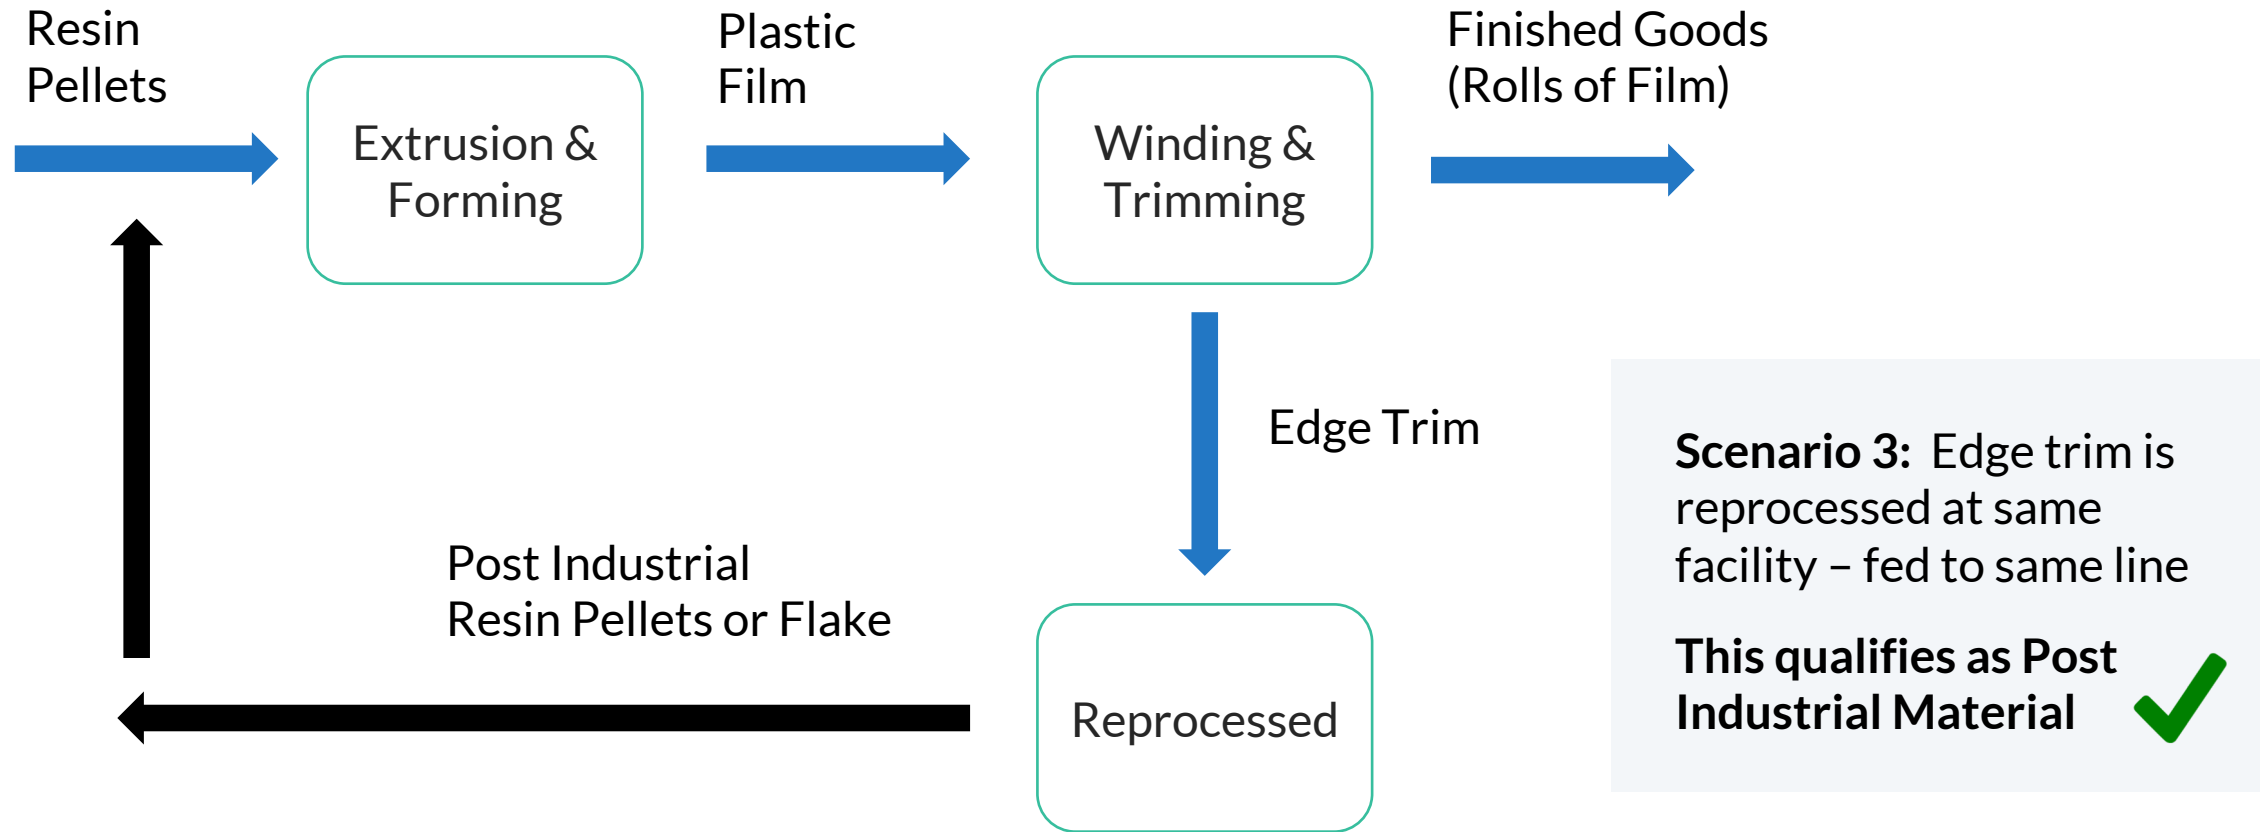 Resin
Pellets
Extrusion &
Forming
Plastic
Film
Winding &
Trimming
Finished Goods
(Rolls of Film)
Edge Trim
Post Industrial
Resin Pellets or Flake
Reprocessed
Scenario 3: Edge trim is
reprocessed at same
facility – fed to same line
This qualifies as Post
Industrial Material